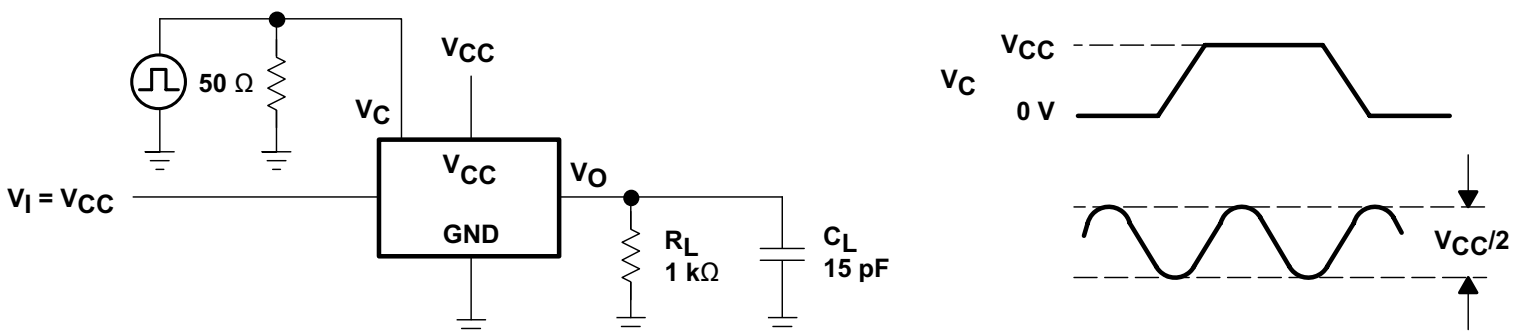 50 Ω
VCC
VC
VCC
VO
VI = VCC
GND
RL
1 kΩ
CL
15 pF
VCC
VC
0 V
VCC/2